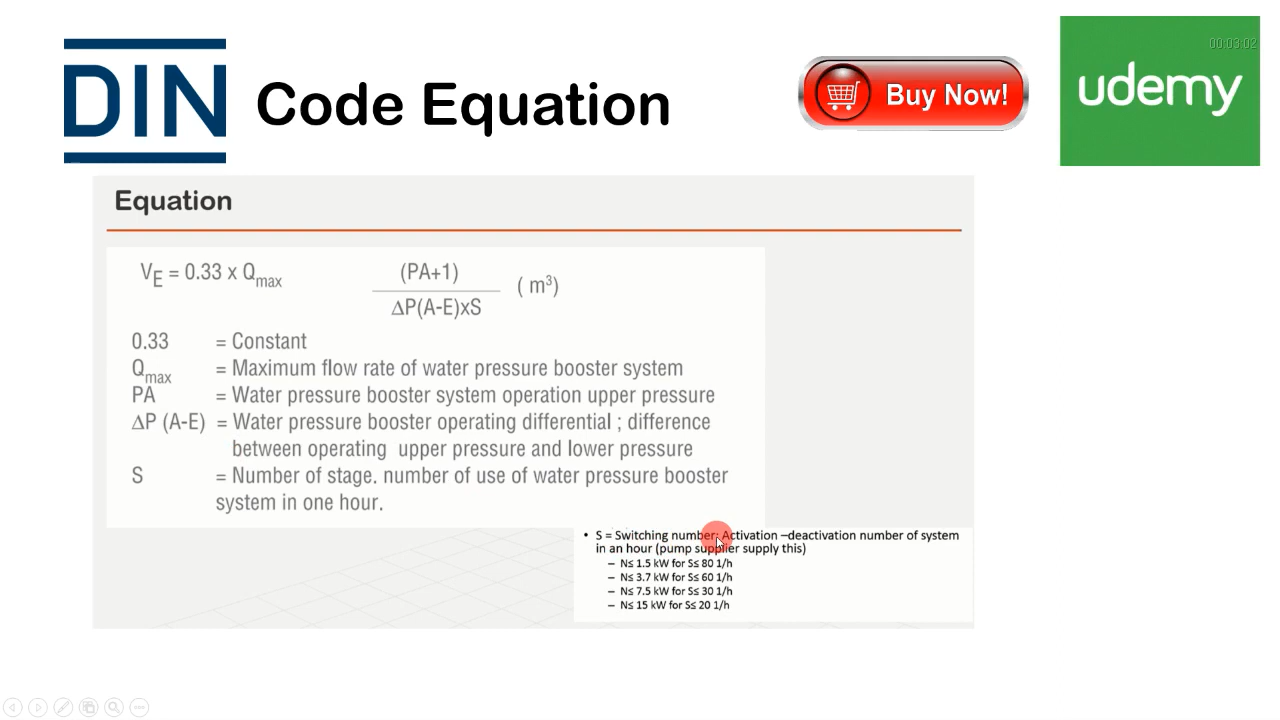 DIN Code Equation
Buy Now!
udemy
00:03:02
Equation
VE = 0.33 x Qmax (PA+1) / ΔP(A-E)xS ( m³)
0.33 = Constant
Qmax = Maximum flow rate of water pressure booster system
PA = Water pressure booster system operation upper pressure
ΔP (A-E) = Water pressure booster operating differential ; difference
between operating upper pressure and lower pressure
S = Number of stage. number of use of water pressure booster
system in one hour.
• S = Switching number: Activation –deactivation number of system
in an hour (pump supplier supply this)
– N≤ 1.5 kW for S≤ 80 1/h
– N≤ 3.7 kW for S≤ 60 1/h
– N≤ 7.5 kW for S≤ 30 1/h
– N≤ 15 kW for S≤ 20 1/h